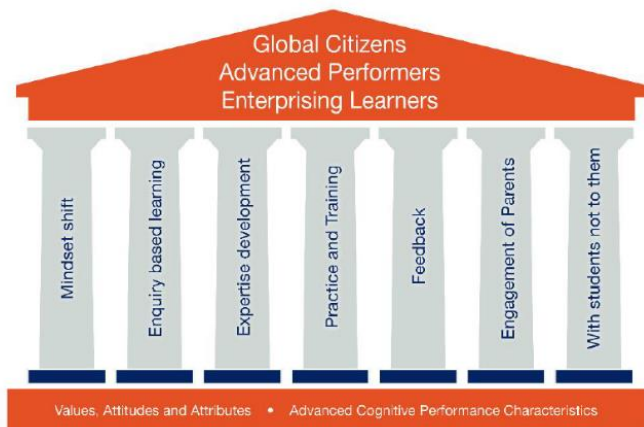 Global Citizens
Advanced Performers
Enterprising Learners
Mindset shift
Enquiry based learning
Expertise development
Practice and Training
Feedback
Engagement of Parents
With students not to them
Values, Attitudes and Attributes • Advanced Cognitive Performance Characteristics